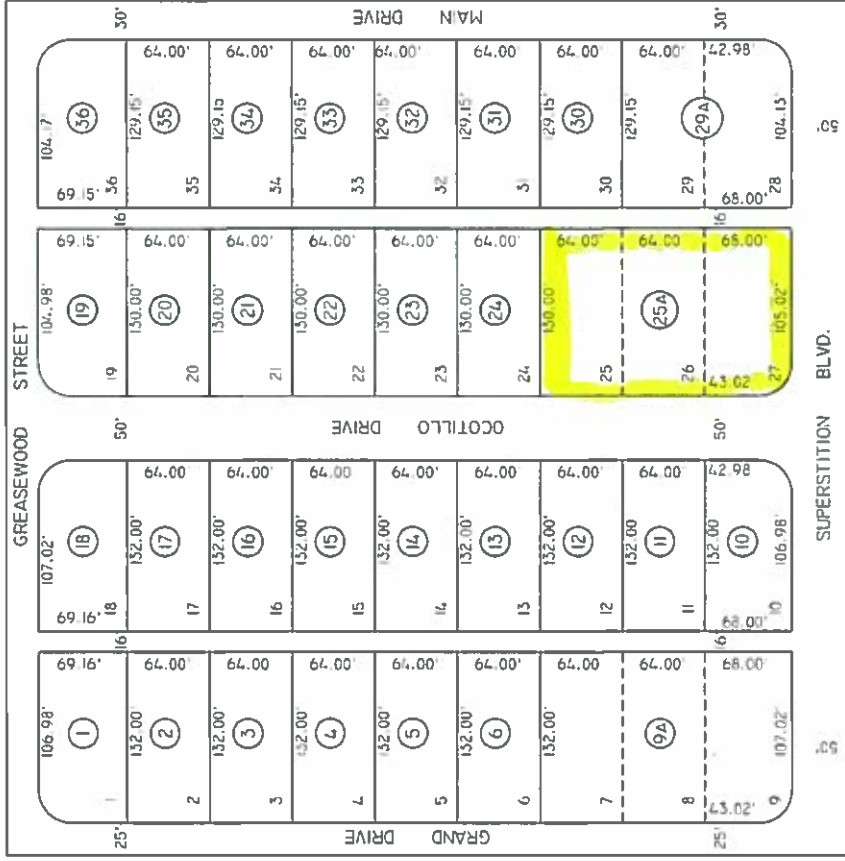 GREASEWOOD STREET
MAIN DRIVE
OCOTILLO DRIVE
GRAND DRIVE
SUPERSTITION BLVD.
25' 16' 50' 16' 30'
106.98' 69.16' 1 1
64.00' 132.00' 2 2
64.00' 132.00' 3 3
64.00' 132.00' 4 4
64.00' 132.00' 5 5
64.00' 132.00' 6 6
64.00 132.00' 7
64.00' 9A 8
68.00' 43.02' 107.02' 9
107.02' 69.16' 18 18
64.00' 132.00' 17 17
64.00' 132.00' 16 16
64.00 132.00' 15 15
64.00' 132.00' 14 14
64.00' 132.00' 13 13
64.00' 132.00' 12 12
64.00' 132.00 11 11
42.98 132.00 68.00' 10 10 106.98'
104.98' 69.15' 19 19
64.00' 130.00' 20 20
64.00' 130.00' 21 21
64.00' 130.00' 22 22
64.00' 130.00' 23 23
64.00' 130.00' 24 24
64.00' 130.00' 25
64.00 25A 26
43.02 105.02' 27
104.17' 69.15' 36 36
64.00' 129.15' 35 35
64.00' 129.15 34 34
64.00' 129.15' 33 33
64.00' 129.15' 32 32
64.00' 129.15' 31 31
64.00' 129.15' 30 30
64.00' 129.15' 29A 29
42.98' 68.00' 28
25' 16' 50' 16' 30'
50' 50'